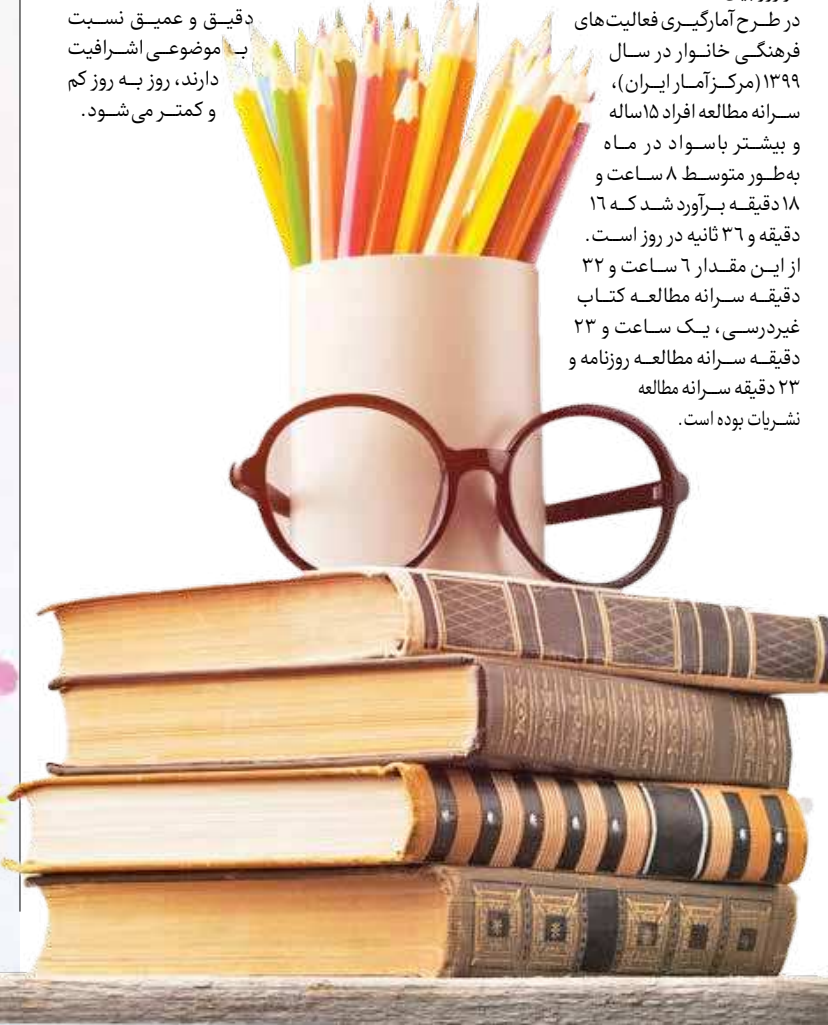 در طرح آمارگیری فعالیت‌های
فرهنگی خانوار در سال
۱۳۹۹ (مرکز آمار ایران)،
سرانه مطالعه افراد ۱۵ساله
و بیشتر باسواد در ماه
به‌طور متوسط ۸ ساعت و
۱۸ دقیقه برآورد شد که ۱۶
دقیقه و ۳۶ ثانیه در روز است.
از این مقدار ۶ ساعت و ۳۲
دقیقه سرانه مطالعه کتاب
غیردرسی، یک ساعت و ۲۳
دقیقه سرانه مطالعه روزنامه و
۲۳ دقیقه سرانه مطالعه
نشریات بوده است.
دقیق و عمیق نسبت
به موضوعی اشرافیت
دارند، روز به روز کم
و کمتر می‌شود.